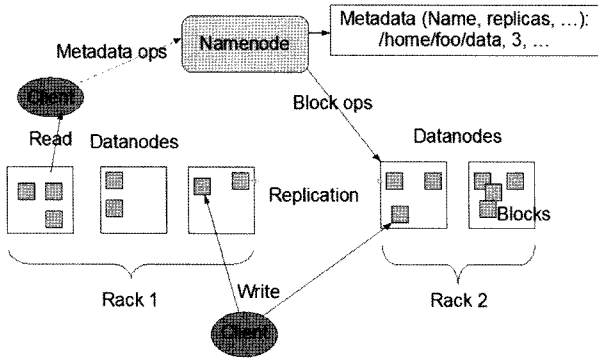 Metadata (Name, replicas, ...):
/home/foo/data, 3, ...
Namenode
Metadata ops
Client
Block ops
Read
Datanodes
Datanodes
Replication
Blocks
Rack 1
Write
Rack 2
Client